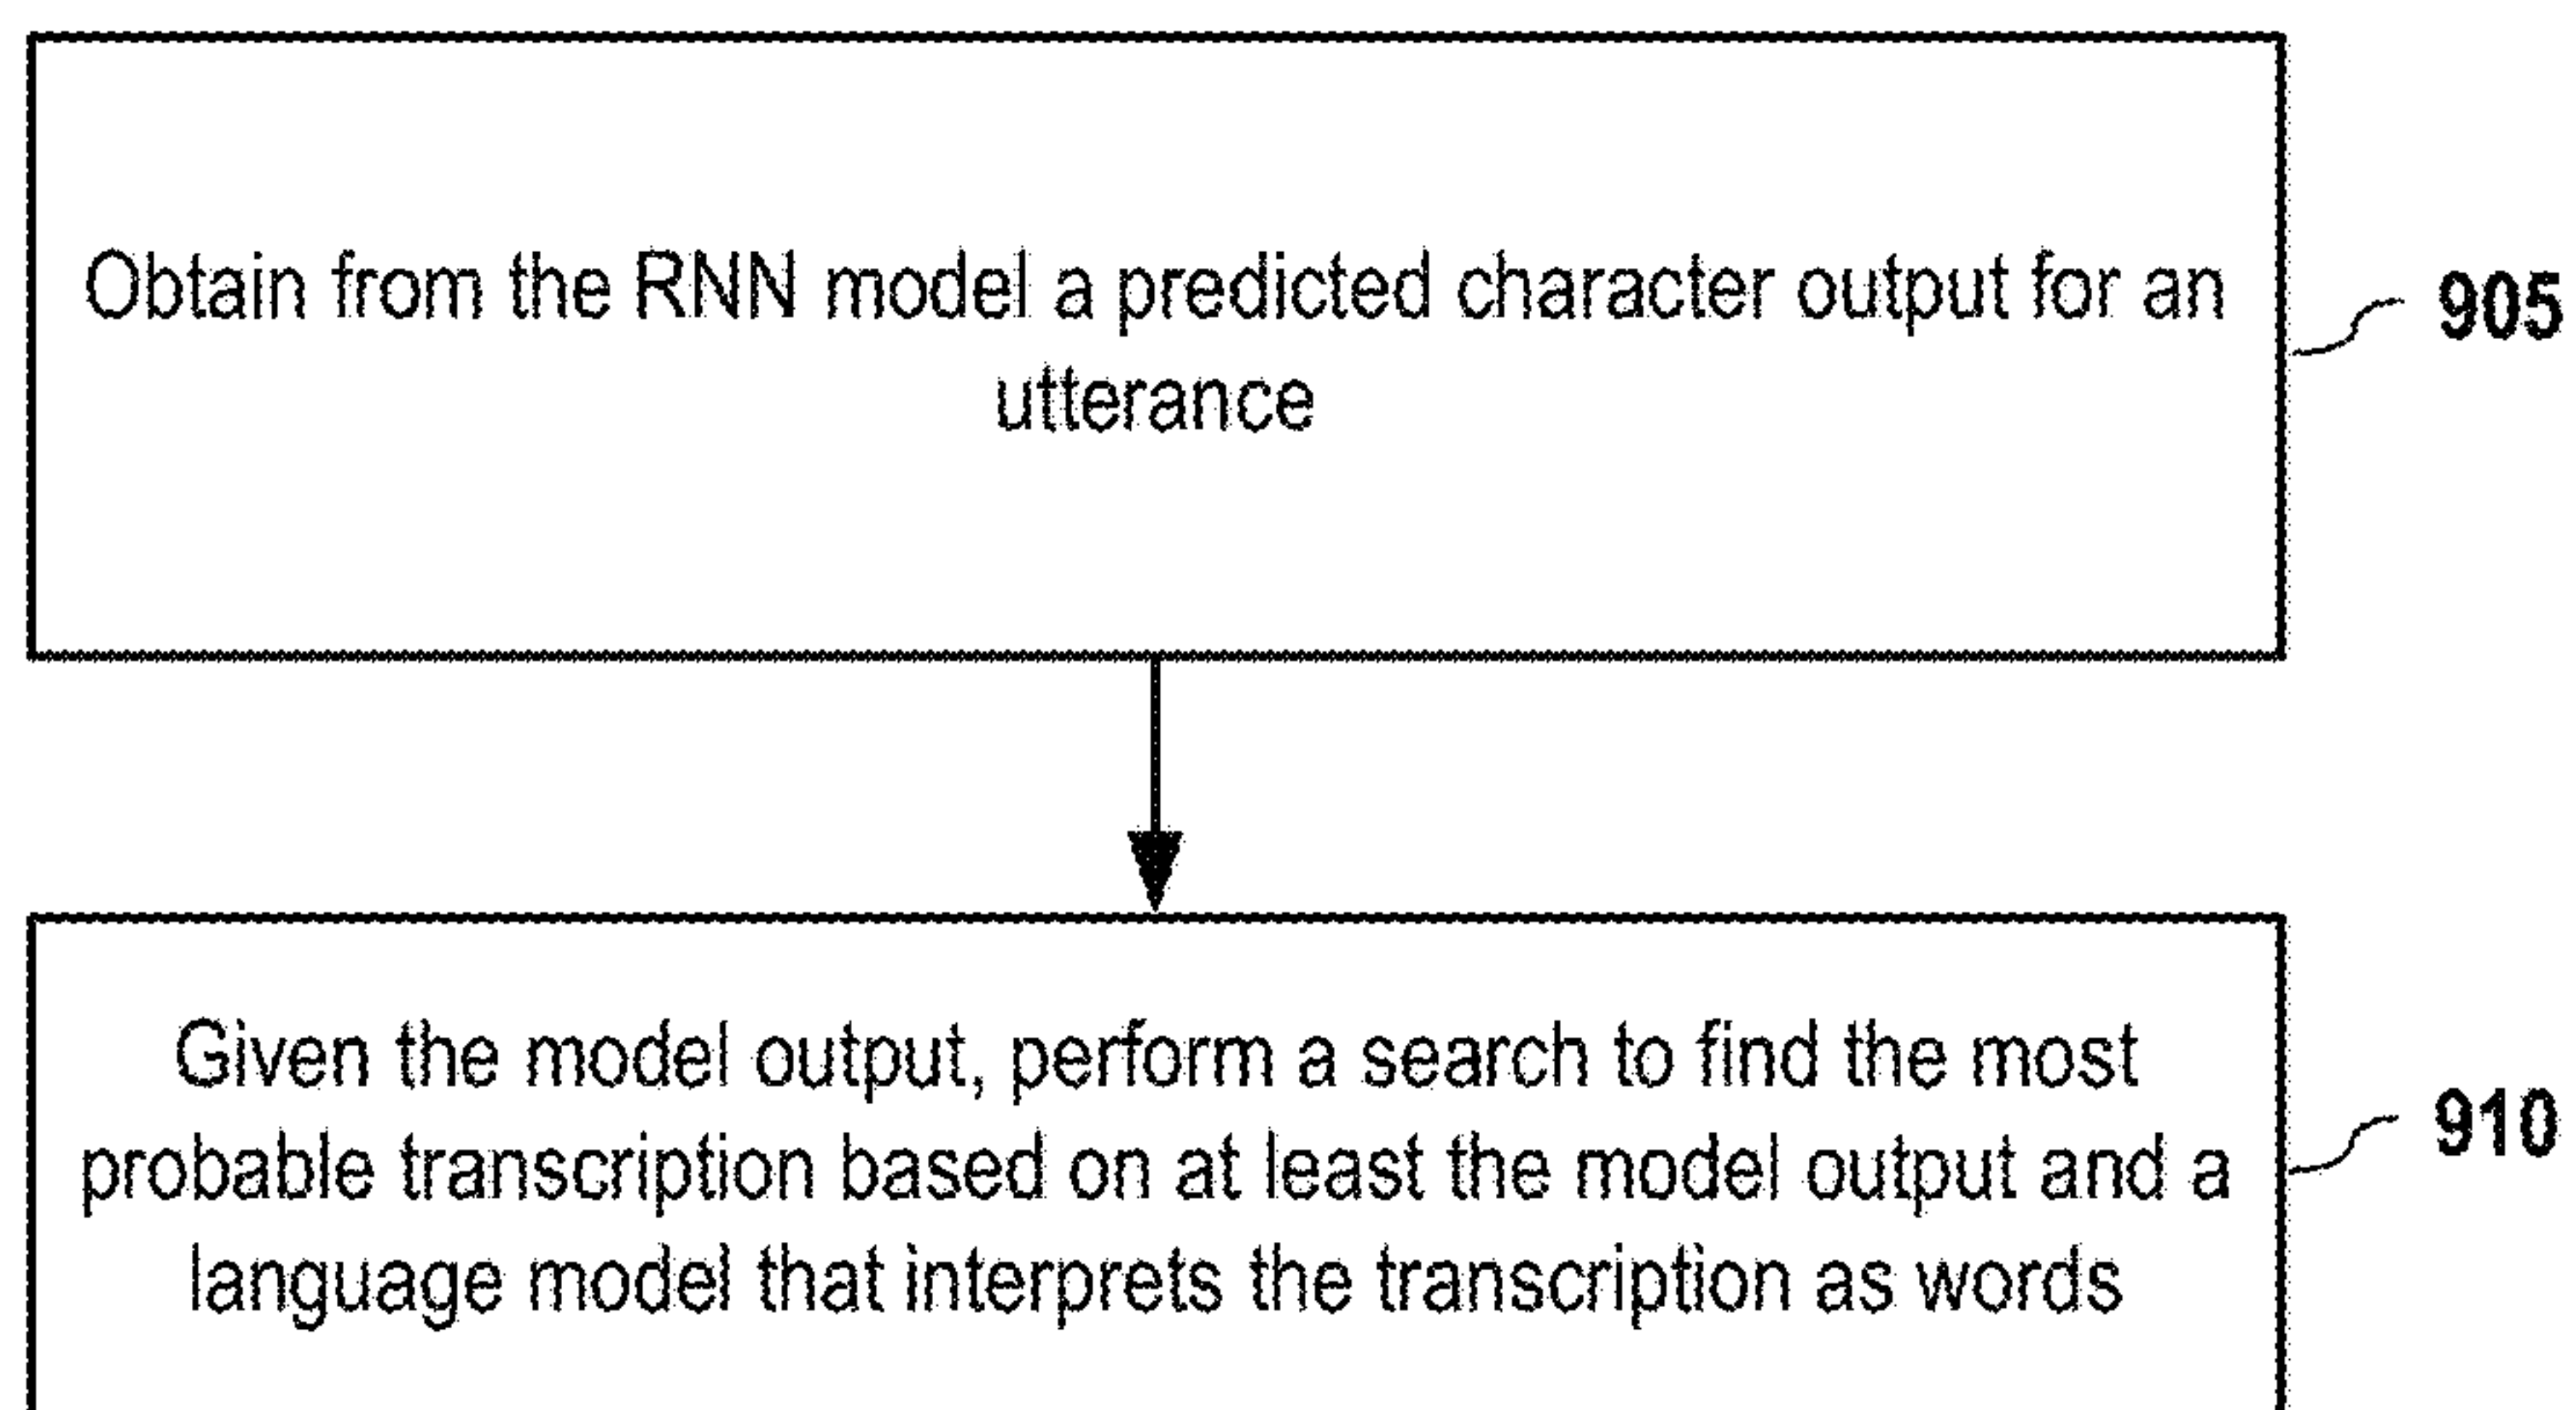 Obtain from the RNN model a predicted character output for an
utterance
905
Given the model output, perform a search to find the most
probable transcription based on at least the model output and a
language model that interprets the transcription as words
910